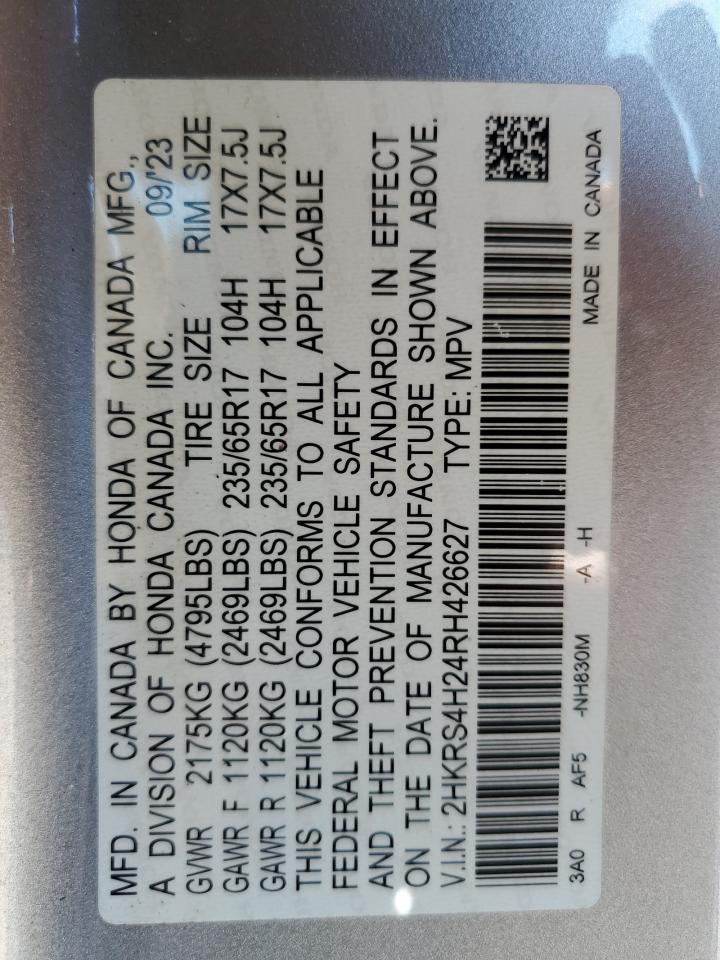 MFD. IN CANADA BY HONDA OF CANADA MFG.,
A DIVISION OF HONDA CANADA INC. 09/'23
GVWR 2175KG (4795LBS) TIRE SIZE RIM SIZE
GAWR F 1120KG (2469LBS) 235/65R17 104H 17X7.5J
GAWR R 1120KG (2469LBS) 235/65R17 104H 17X7.5J
THIS VEHICLE CONFORMS TO ALL APPLICABLE
FEDERAL MOTOR VEHICLE SAFETY
AND THEFT PREVENTION STANDARDS IN EFFECT
ON THE DATE OF MANUFACTURE SHOWN ABOVE.
V.I.N.: 2HKRS4H24RH426627 TYPE: MPV
3A0 R AF5 -NH830M -A -H
MADE IN CANADA